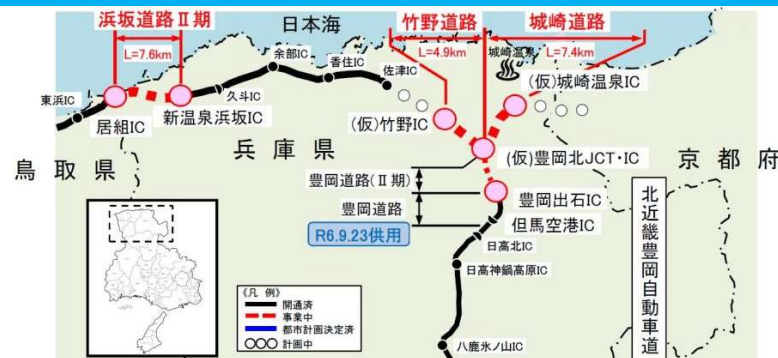 浜坂道路Ⅱ期
日本海
竹野道路
城崎道路
L=7.6km
L=4.9km
L=7.4km
余部IC
香住IC
佐津IC
城崎温泉
(仮)城崎温泉IC
東浜IC
居組IC
新温泉浜坂IC
久斗IC
(仮)竹野IC
鳥取県
兵庫県
(仮)豊岡北JCT・IC
京都府
豊岡道路(Ⅱ期)
豊岡出石IC
豊岡道路
但馬空港IC
R6.9.23供用
日高北IC
日高神鍋高原IC
北近畿豊岡自動車道
《凡 例》
開通済
事業中
都市計画決定済
計画中
八鹿氷ノ山IC